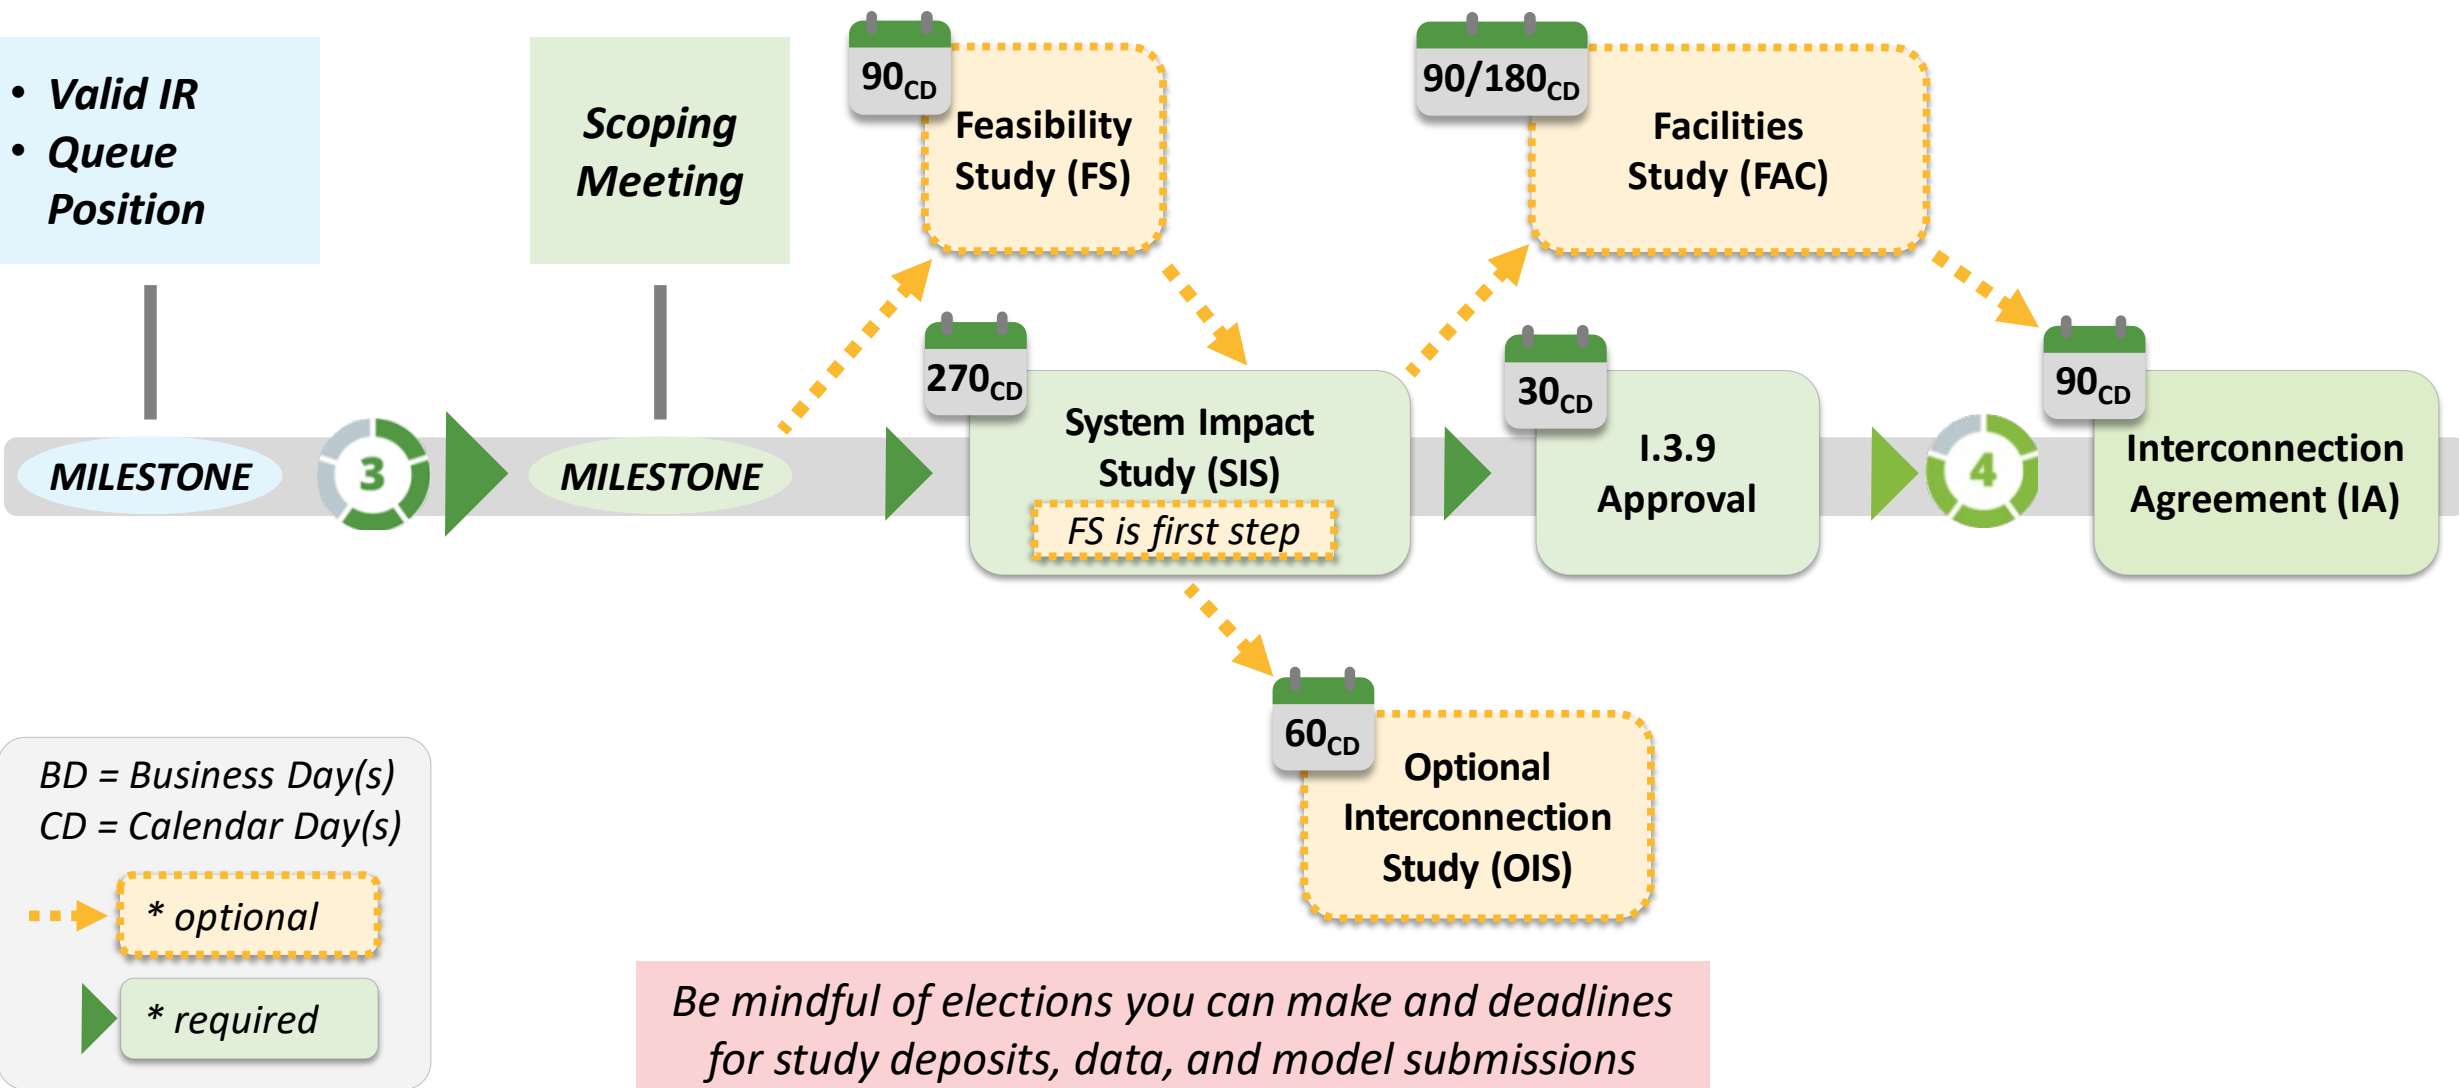 • Valid IR
• Queue
Position
Scoping
Meeting
90CD
Feasibility
Study (FS)
90/180CD
Facilities
Study (FAC)
MILESTONE
3
MILESTONE
270CD
System Impact
Study (SIS)
FS is first step
30CD
I.3.9
Approval
4
90CD
Interconnection
Agreement (IA)
60CD
Optional
Interconnection
Study (OIS)
BD = Business Day(s)
CD = Calendar Day(s)
* optional
* required
Be mindful of elections you can make and deadlines
for study deposits, data, and model submissions